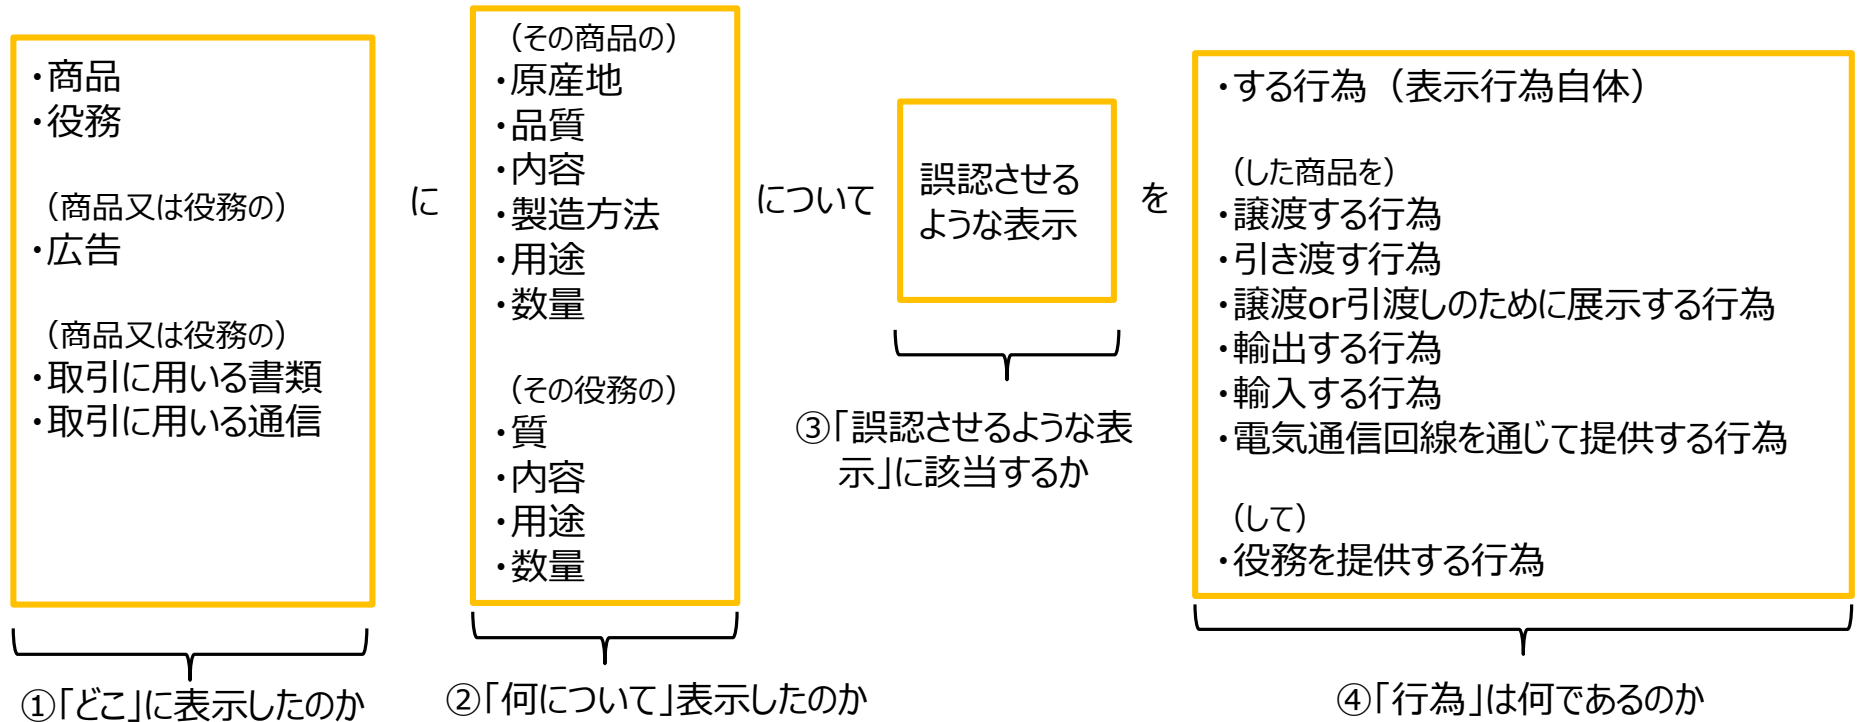 ・商品
・役務
（商品又は役務の）
・広告
（商品又は役務の）
・取引に用いる書類
・取引に用いる通信
に
（その商品の）
・原産地
・品質
・内容
・製造方法
・用途
・数量
（その役務の）
・質
・内容
・用途
・数量
について
誤認させる
ような表示
を
・する行為（表示行為自体）
（した商品を）
・譲渡する行為
・引き渡す行為
・譲渡or引渡しのために展示する行為
・輸出する行為
・輸入する行為
・電気通信回線を通じて提供する行為
（して）
・役務を提供する行為
①「どこ」に表示したのか
②「何について」表示したのか
③「誤認させるような表
示」に該当するか
④「行為」は何であるのか